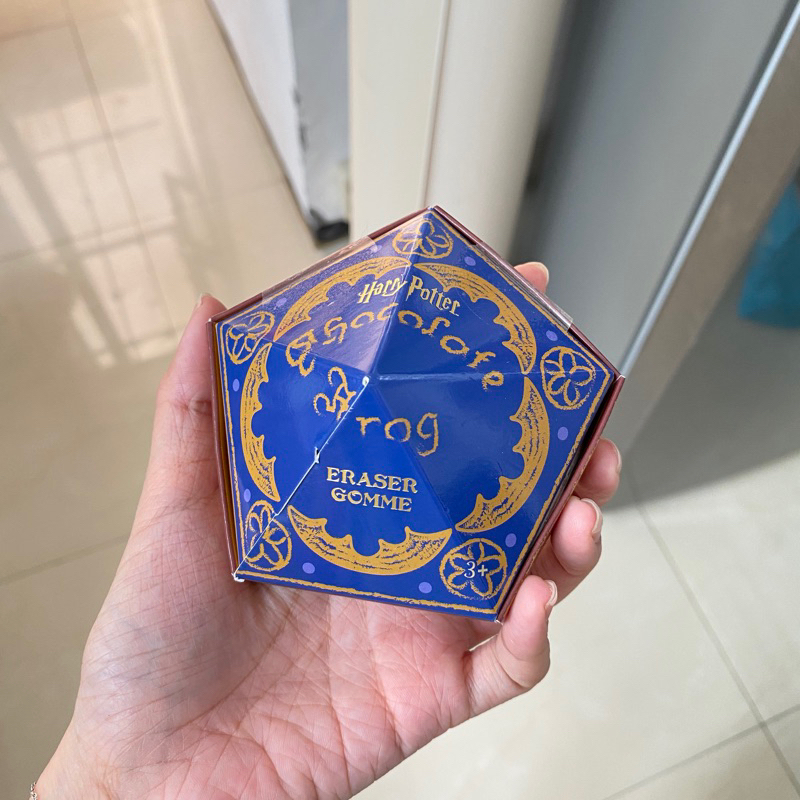 Harry Potter
Chocolate
Frog
ERASER
GOMME
3+